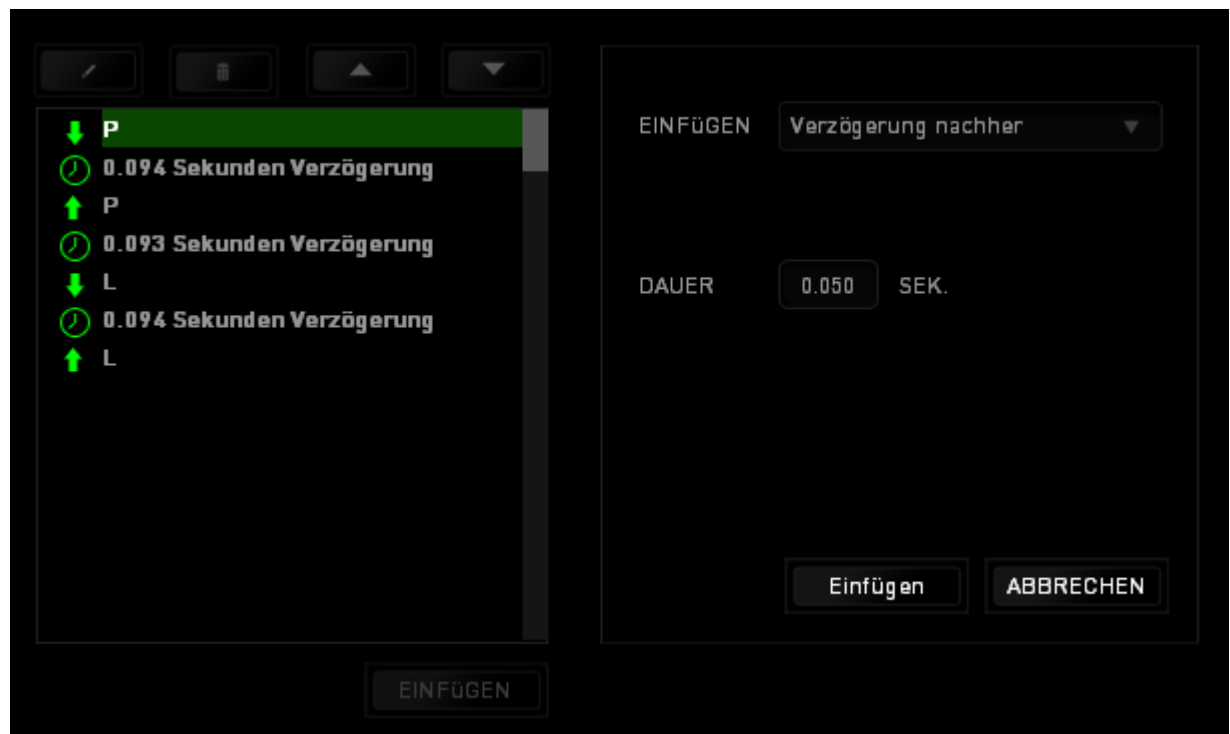 P
0.094 Sekunden Verzögerung
P
0.093 Sekunden Verzögerung
L
0.094 Sekunden Verzögerung
L
EINFüGEN
EINFüGEN Verzögerung nachher
DAUER 0.050 SEK.
Einfügen ABBRECHEN